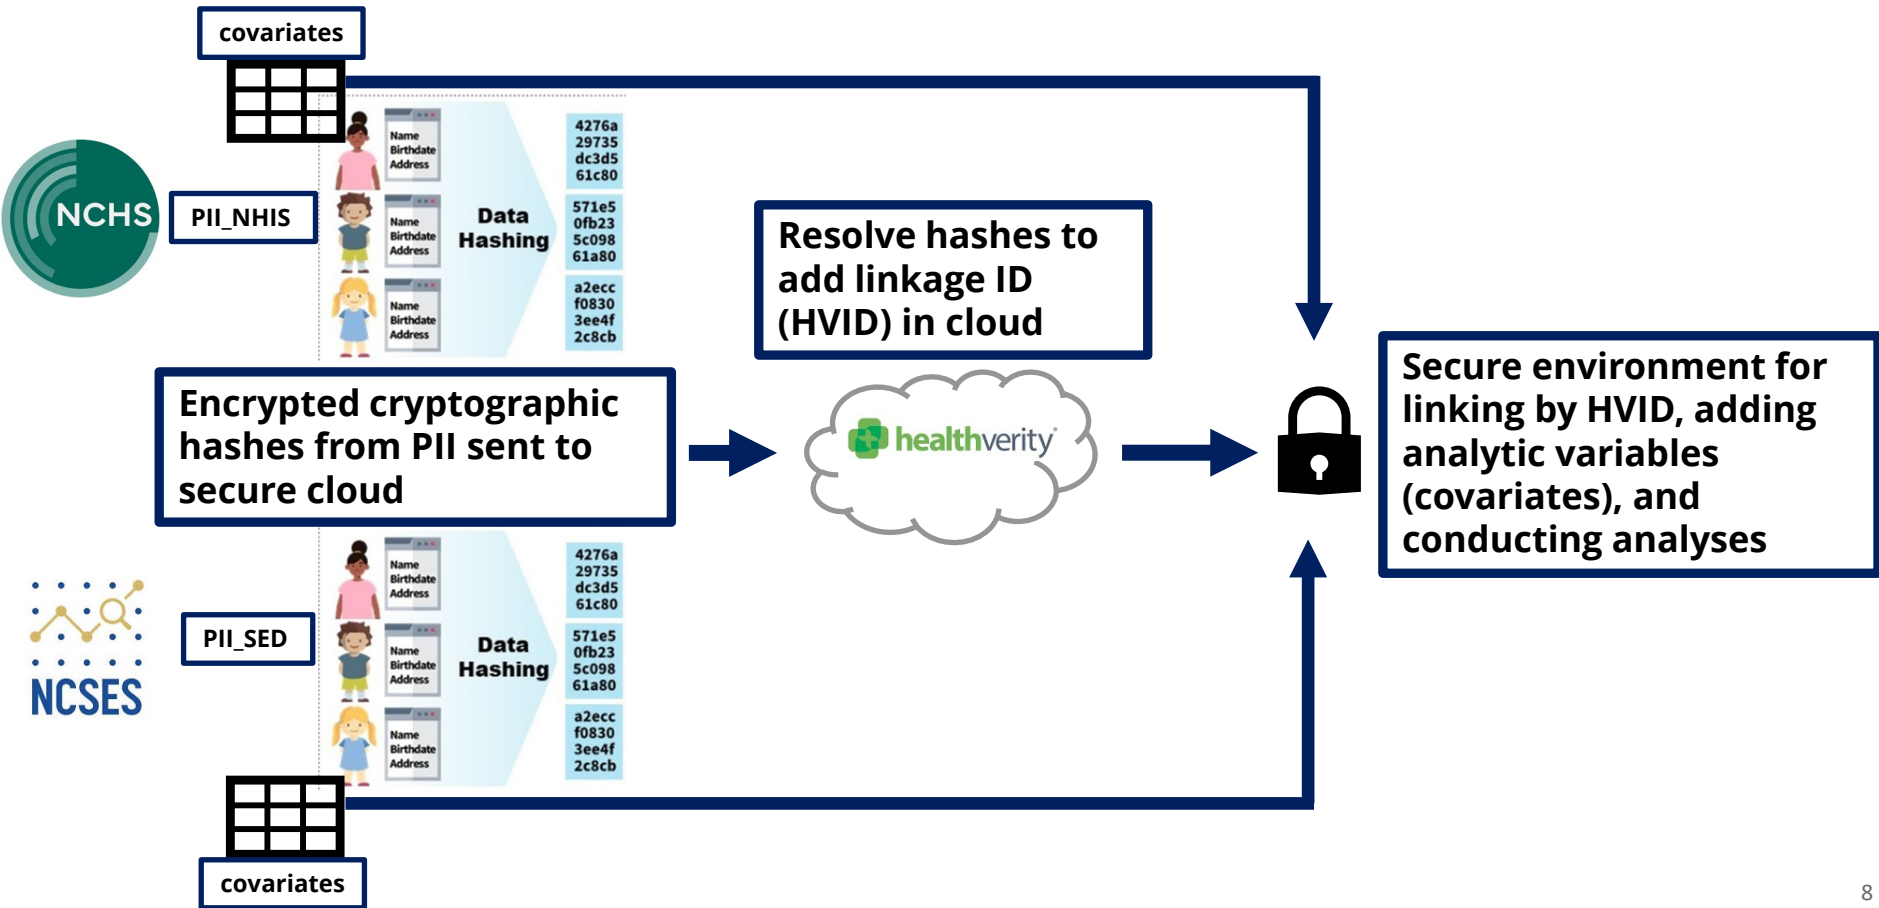 covariates
NCHS
PII_NHIS
Name
Birthdate
Address
Name
Birthdate
Address
Name
Birthdate
Address
Data
Hashing
4276a
29735
dc3d5
61c80
571e5
0fb23
5c098
61a80
a2ecc
f0830
3ee4f
2c8cb
Resolve hashes to
add linkage ID
(HVID) in cloud
Encrypted cryptographic
hashes from PII sent to
secure cloud
healthverity
Secure environment for
linking by HVID, adding
analytic variables
(covariates), and
conducting analyses
NCSES
PII_SED
Name
Birthdate
Address
Name
Birthdate
Address
Name
Birthdate
Address
Data
Hashing
4276a
29735
dc3d5
61c80
571e5
0fb23
5c098
61a80
a2ecc
f0830
3ee4f
2c8cb
covariates
8